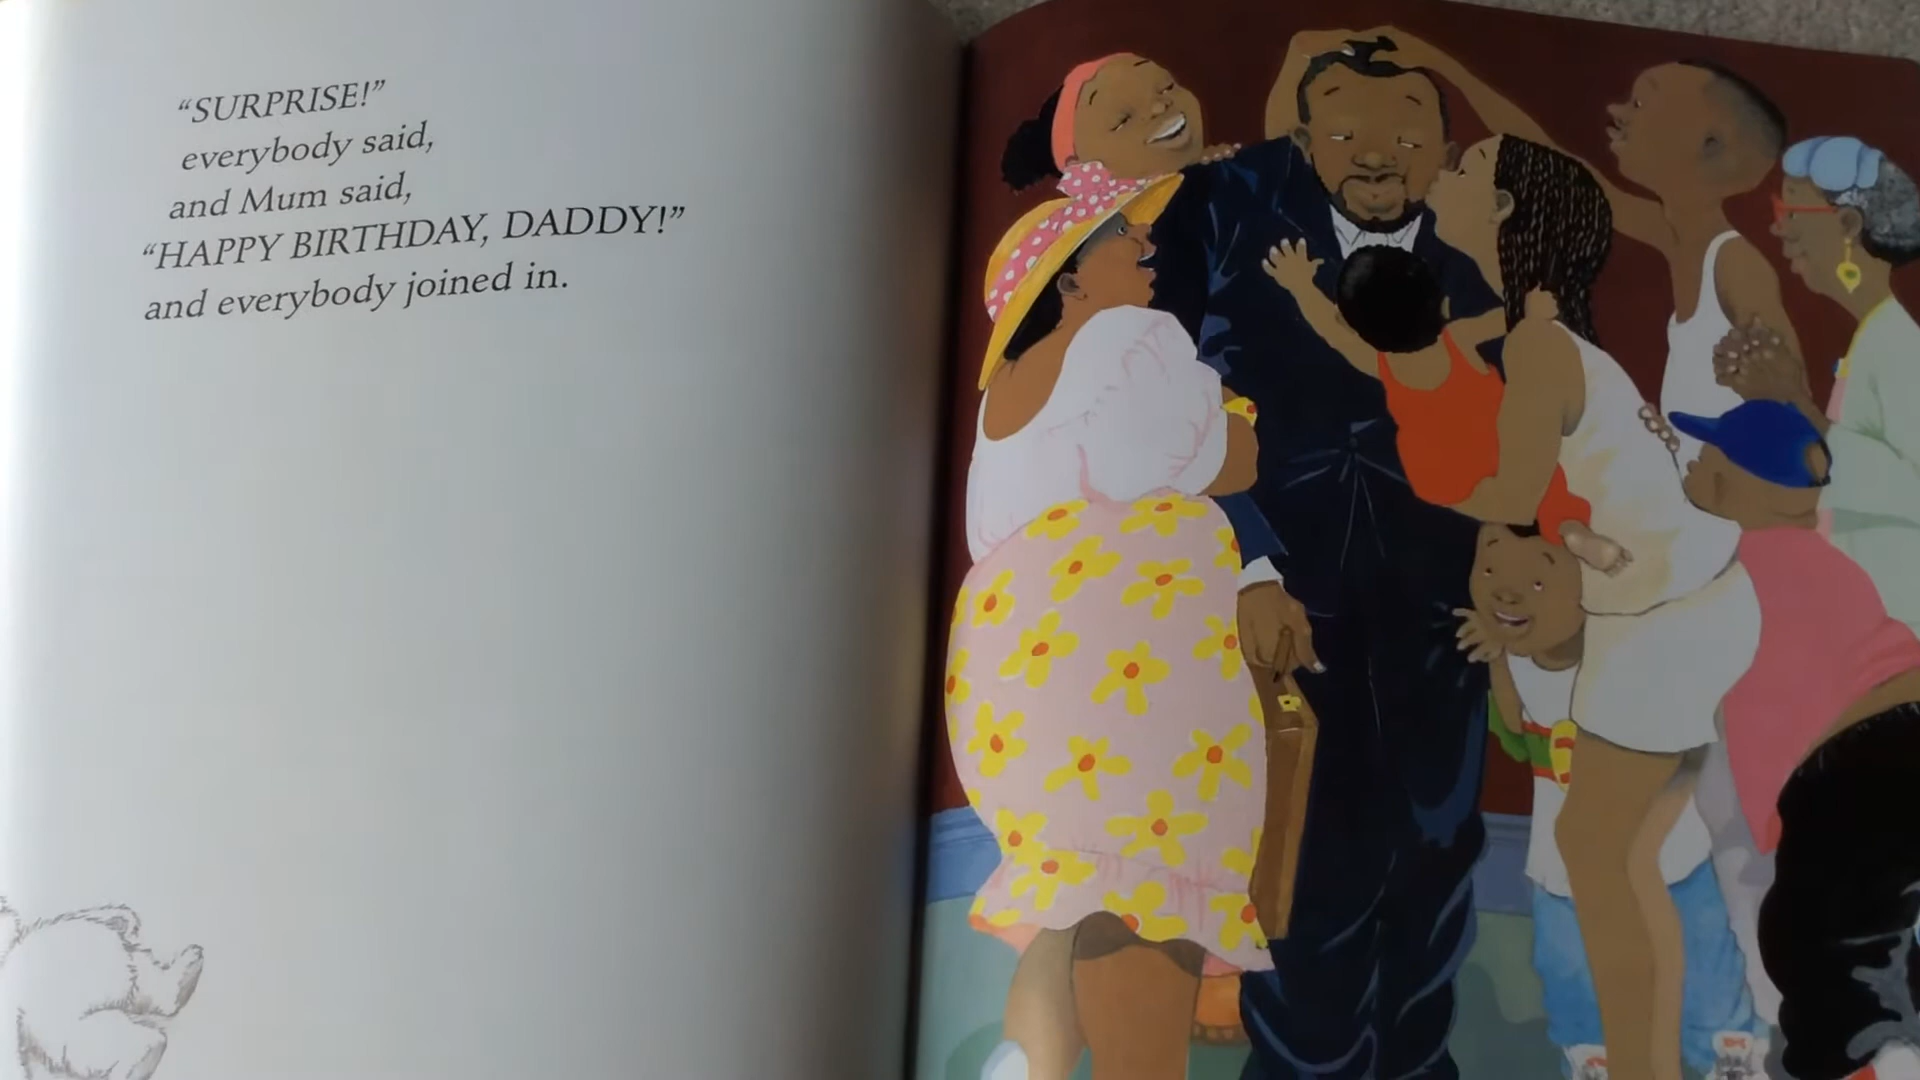 “SURPRISE!”
everybody said,
and Mum said,
“HAPPY BIRTHDAY, DADDY!”
and everybody joined in.